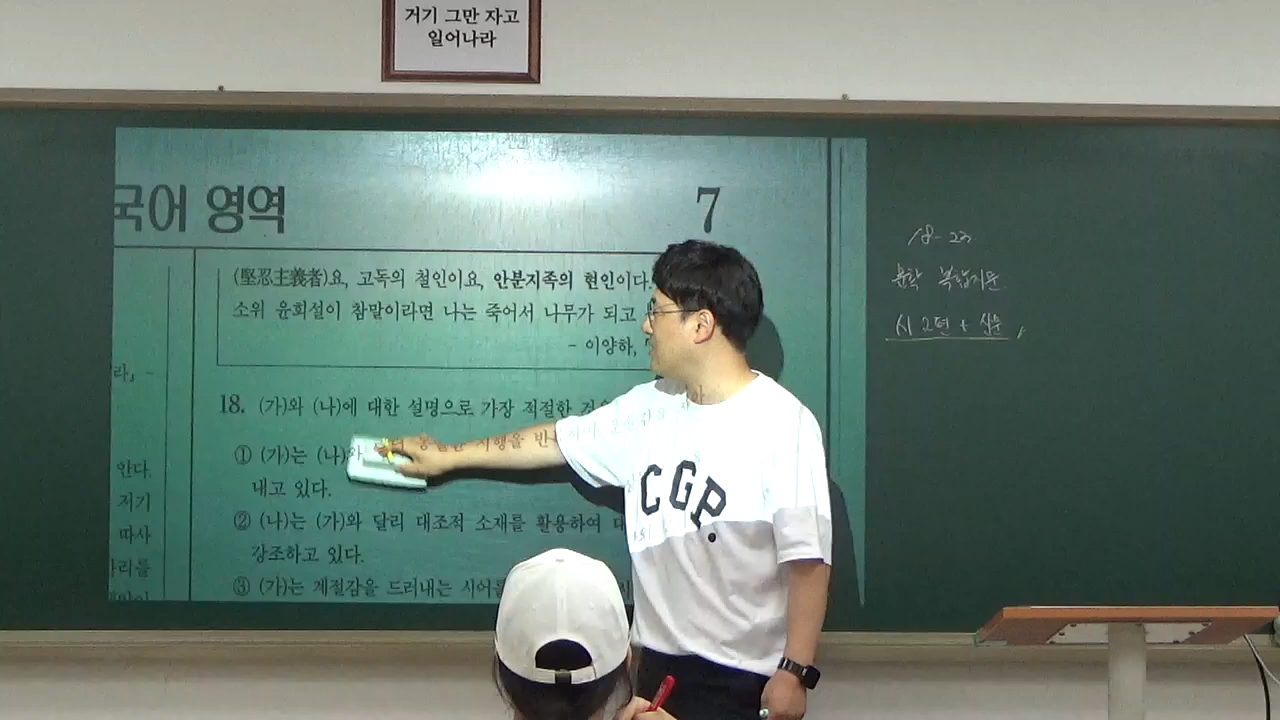 거기 그만 자고
일어나라
국어 영역
7
(堅忍主義者)요, 고독의 철인이요, 안분지족의 현인이다.
소위 윤회설이 참말이라면 나는 죽어서 나무가 되고
- 이양하,
라」 -
18. (가)와 (나)에 대한 설명으로 가장 적절한
① (가)는 (나)와
내고 있다.
② (나)는 (가)와 달리 대조적 소재를 활용하여
강조하고 있다.
③ (가)는 계절감을 드러내는 시어를
안다.
저기
따사
리를
18-23
문학 복합지문
시 2편 + 수필
CGP